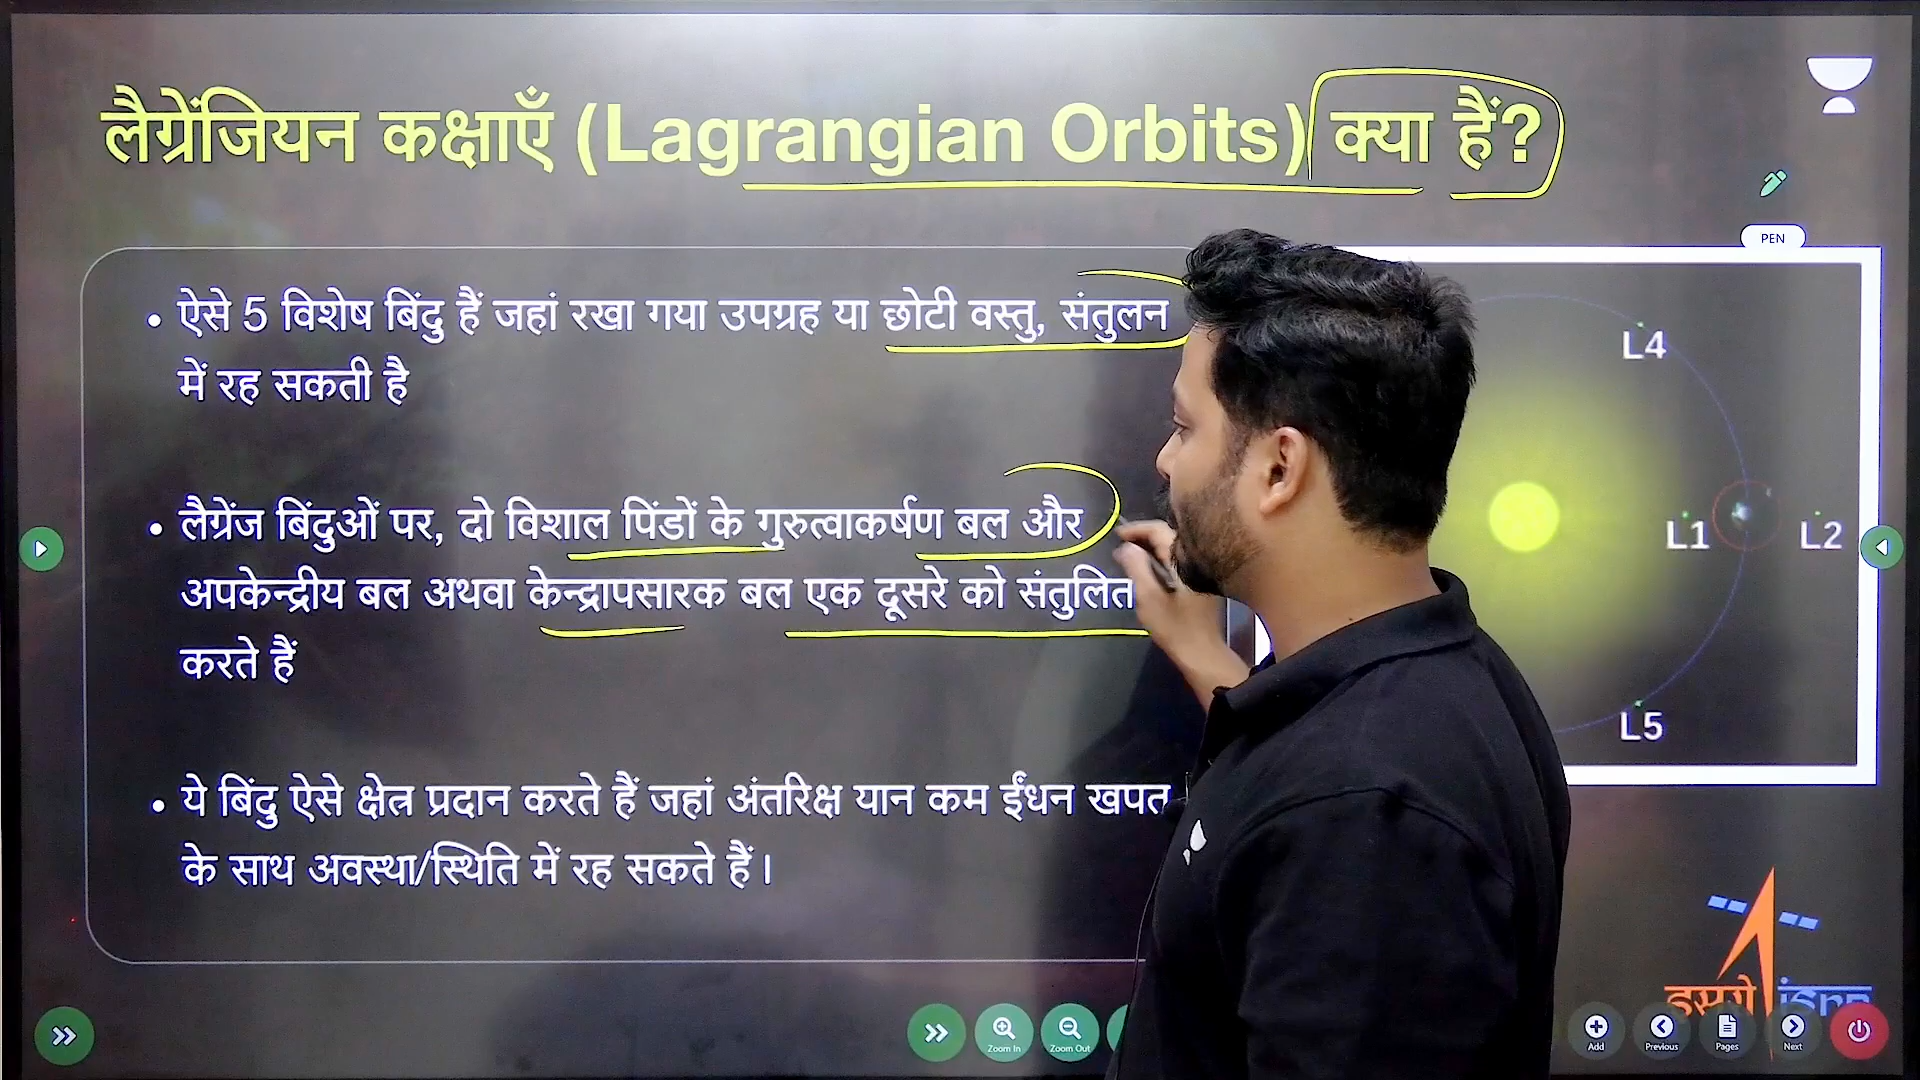 लैग्रेंजियन कक्षाएँ (Lagrangian Orbits) क्या हैं?
PEN
• ऐसे 5 विशेष बिंदु हैं जहां रखा गया उपग्रह या छोटी वस्तु, संतुलन
में रह सकती है
• लैग्रेंज बिंदुओं पर, दो विशाल पिंडों के गुरुत्वाकर्षण बल और
अपकेन्द्रीय बल अथवा केन्द्रापसारक बल एक दूसरे को संतुलित
करते हैं
• ये बिंदु ऐसे क्षेत्र प्रदान करते हैं जहां अंतरिक्ष यान कम ईंधन खपत
के साथ अवस्था/स्थिति में रह सकते हैं।
L4
L1
L2
L5
इसरो isro
Zoom In
Zoom Out
Add
Previous
Pages
Next